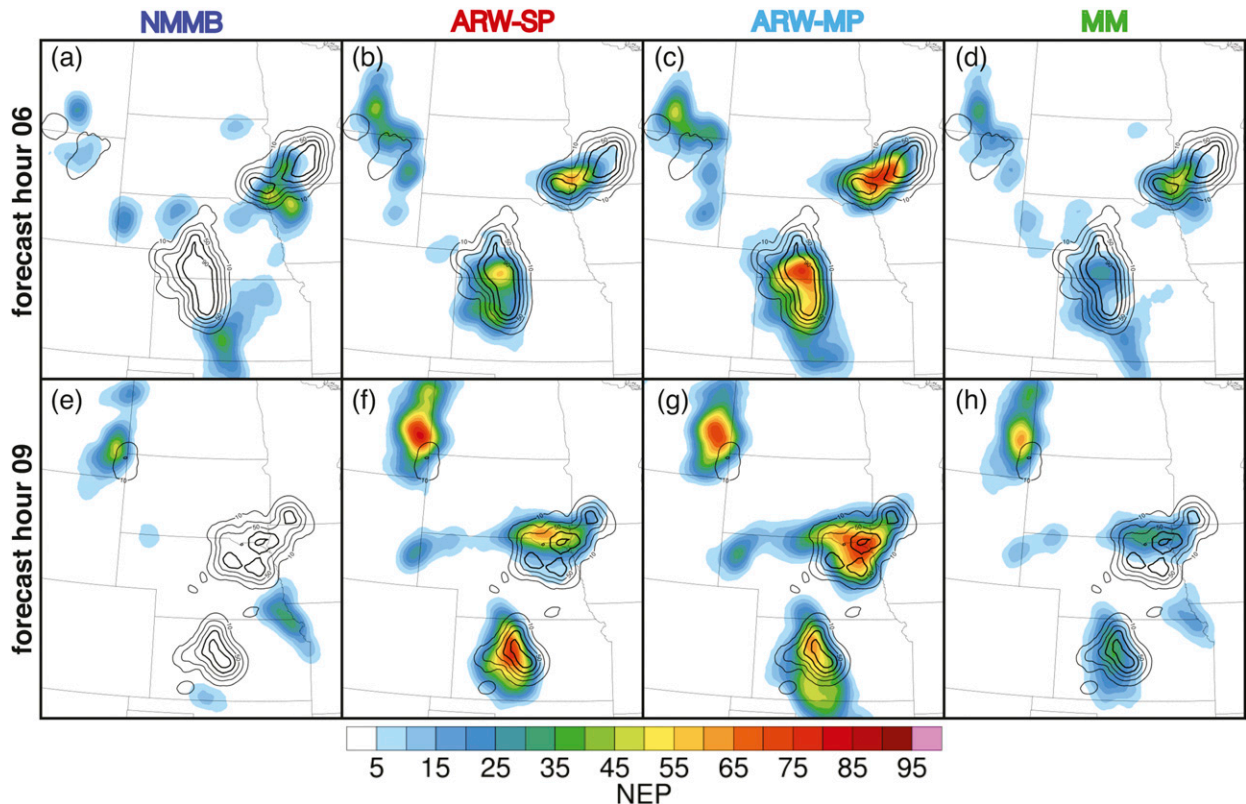 NMMB ARW-SP ARW-MP MM
(a) (b) (c) (d)
forecast hour 06
(e) (f) (g) (h)
forecast hour 09
5 15 25 35 45 55 65 75 85 95
NEP